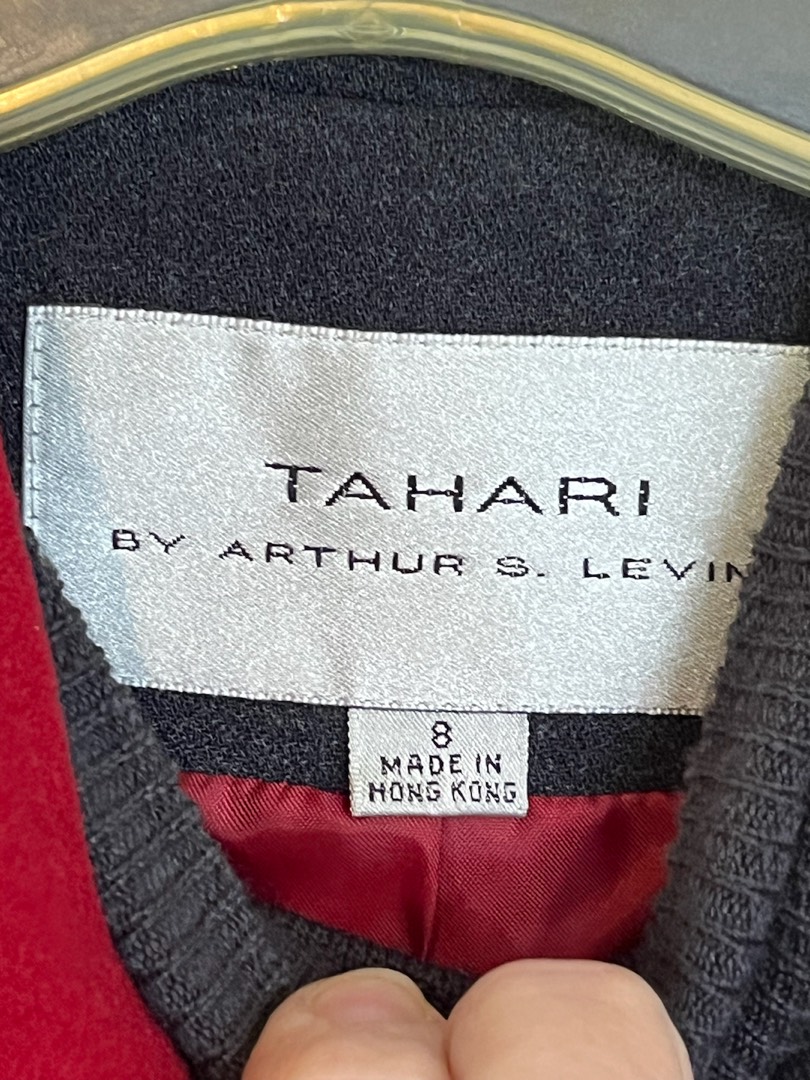 TAHARI
BY ARTHUR S. LEVIN
8
MADE IN
HONG KONG